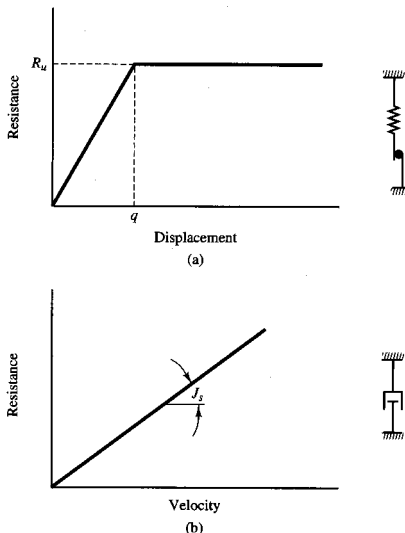 R_u
Resistance
q
Displacement
(a)
Resistance
J_s
Velocity
(b)